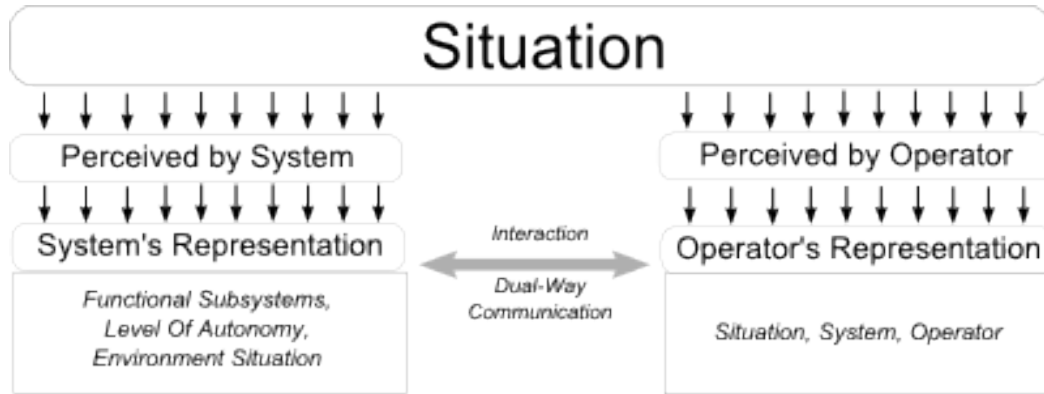 Situation
Perceived by System
Perceived by Operator
System's Representation
Operator's Representation
Interaction
Dual-Way
Communication
Functional Subsystems,
Level Of Autonomy,
Environment Situation
Situation, System, Operator